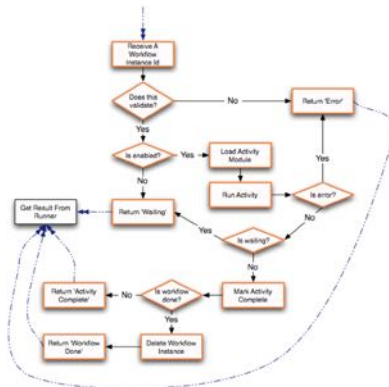 Receive A
Workflow
Instance Id
Does this
validate?
No
Return 'Error'
Yes
Is enabled?
Yes
Load Activity
Module
Yes
No
Run Activity
Is error?
Get Result From
Runner
Return 'Waiting'
No
Yes
Is waiting?
No
Return 'Activity
Complete'
No
Is workflow
done?
Mark Activity
Complete
Yes
Return 'Workflow
Done'
Delete Workflow
Instance